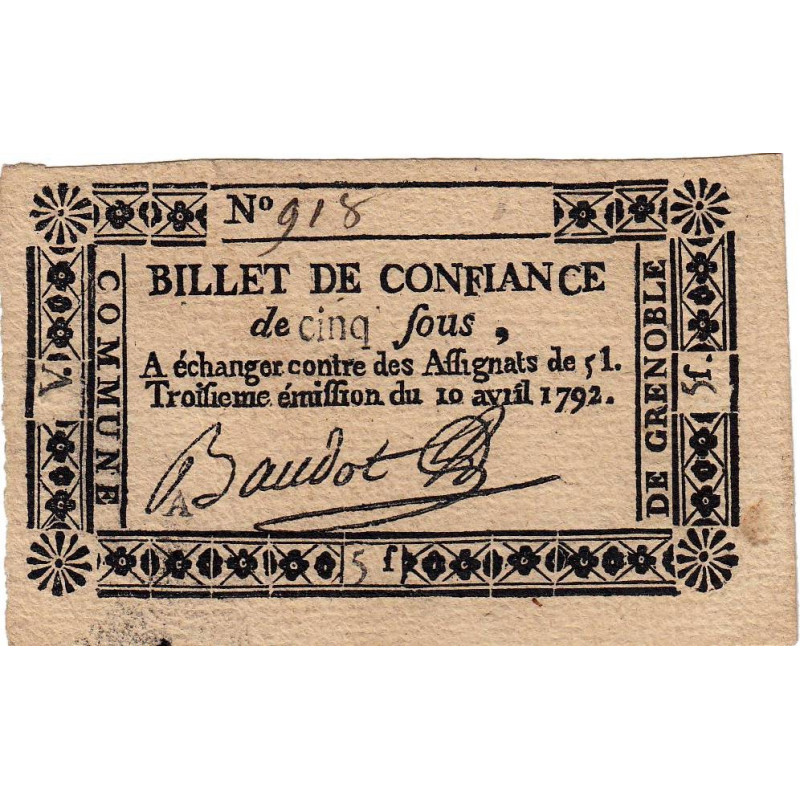 Nº 918
BILLET DE CONFIANCE
de cinq ſous,
A échanger contre des Aſſignats de 5 l.
Troiſieme émiſſion du 10 avril 1792.
Baudot
A
COMMUNE
DE GRENOBLE
V.
5 ſ.
5 ſ